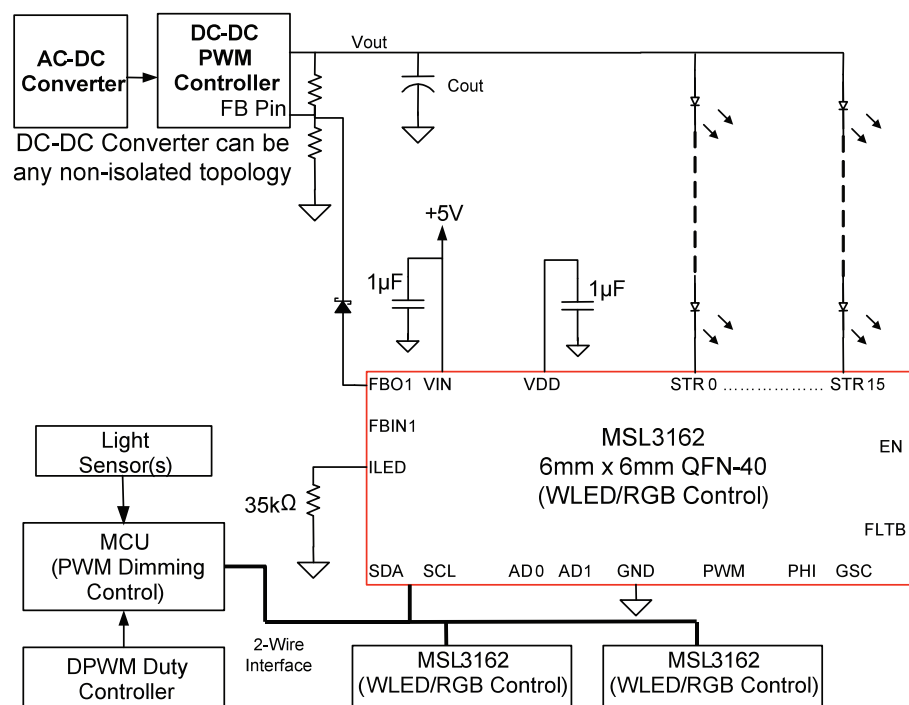 AC-DC
Converter
DC-DC
PWM
Controller
FB Pin
Vout
Cout
DC-DC Converter can be
any non-isolated topology
+5V
1µF
1µF
FBO1
VIN
VDD
STR 0 ................ STR 15
FBIN1
MSL3162
6mm x 6mm QFN-40
(WLED/RGB Control)
EN
ILED
35kΩ
FLTB
SDA
SCL
AD0
AD1
GND
PWM
PHI
GSC
Light
Sensor(s)
MCU
(PWM Dimming
Control)
2-Wire
Interface
DPWM Duty
Controller
MSL3162
(WLED/RGB Control)
MSL3162
(WLED/RGB Control)